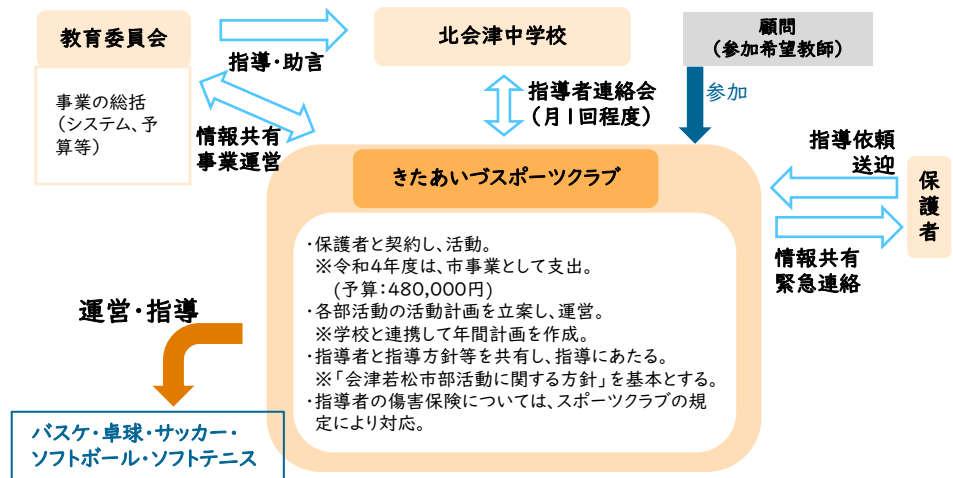 教育委員会
事業の総括
（システム、予
算等）
指導・助言
北会津中学校
顧問
（参加希望教師）
参加
情報共有
事業運営
指導者連絡会
（月1回程度）
きたあいづスポーツクラブ
・保護者と契約し、活動。
※令和4年度は、市事業として支出。
(予算：480,000円)
・各部活動の活動計画を立案し、運営。
※学校と連携して年間計画を作成。
・指導者と指導方針等を共有し、指導にあたる。
※「会津若松市部活動に関する方針」を基本とする。
・指導者の傷害保険については、スポーツクラブの規
定により対応。
指導依頼
送迎
保護者
情報共有
緊急連絡
運営・指導
バスケ・卓球・サッカー・
ソフトボール・ソフトテニス